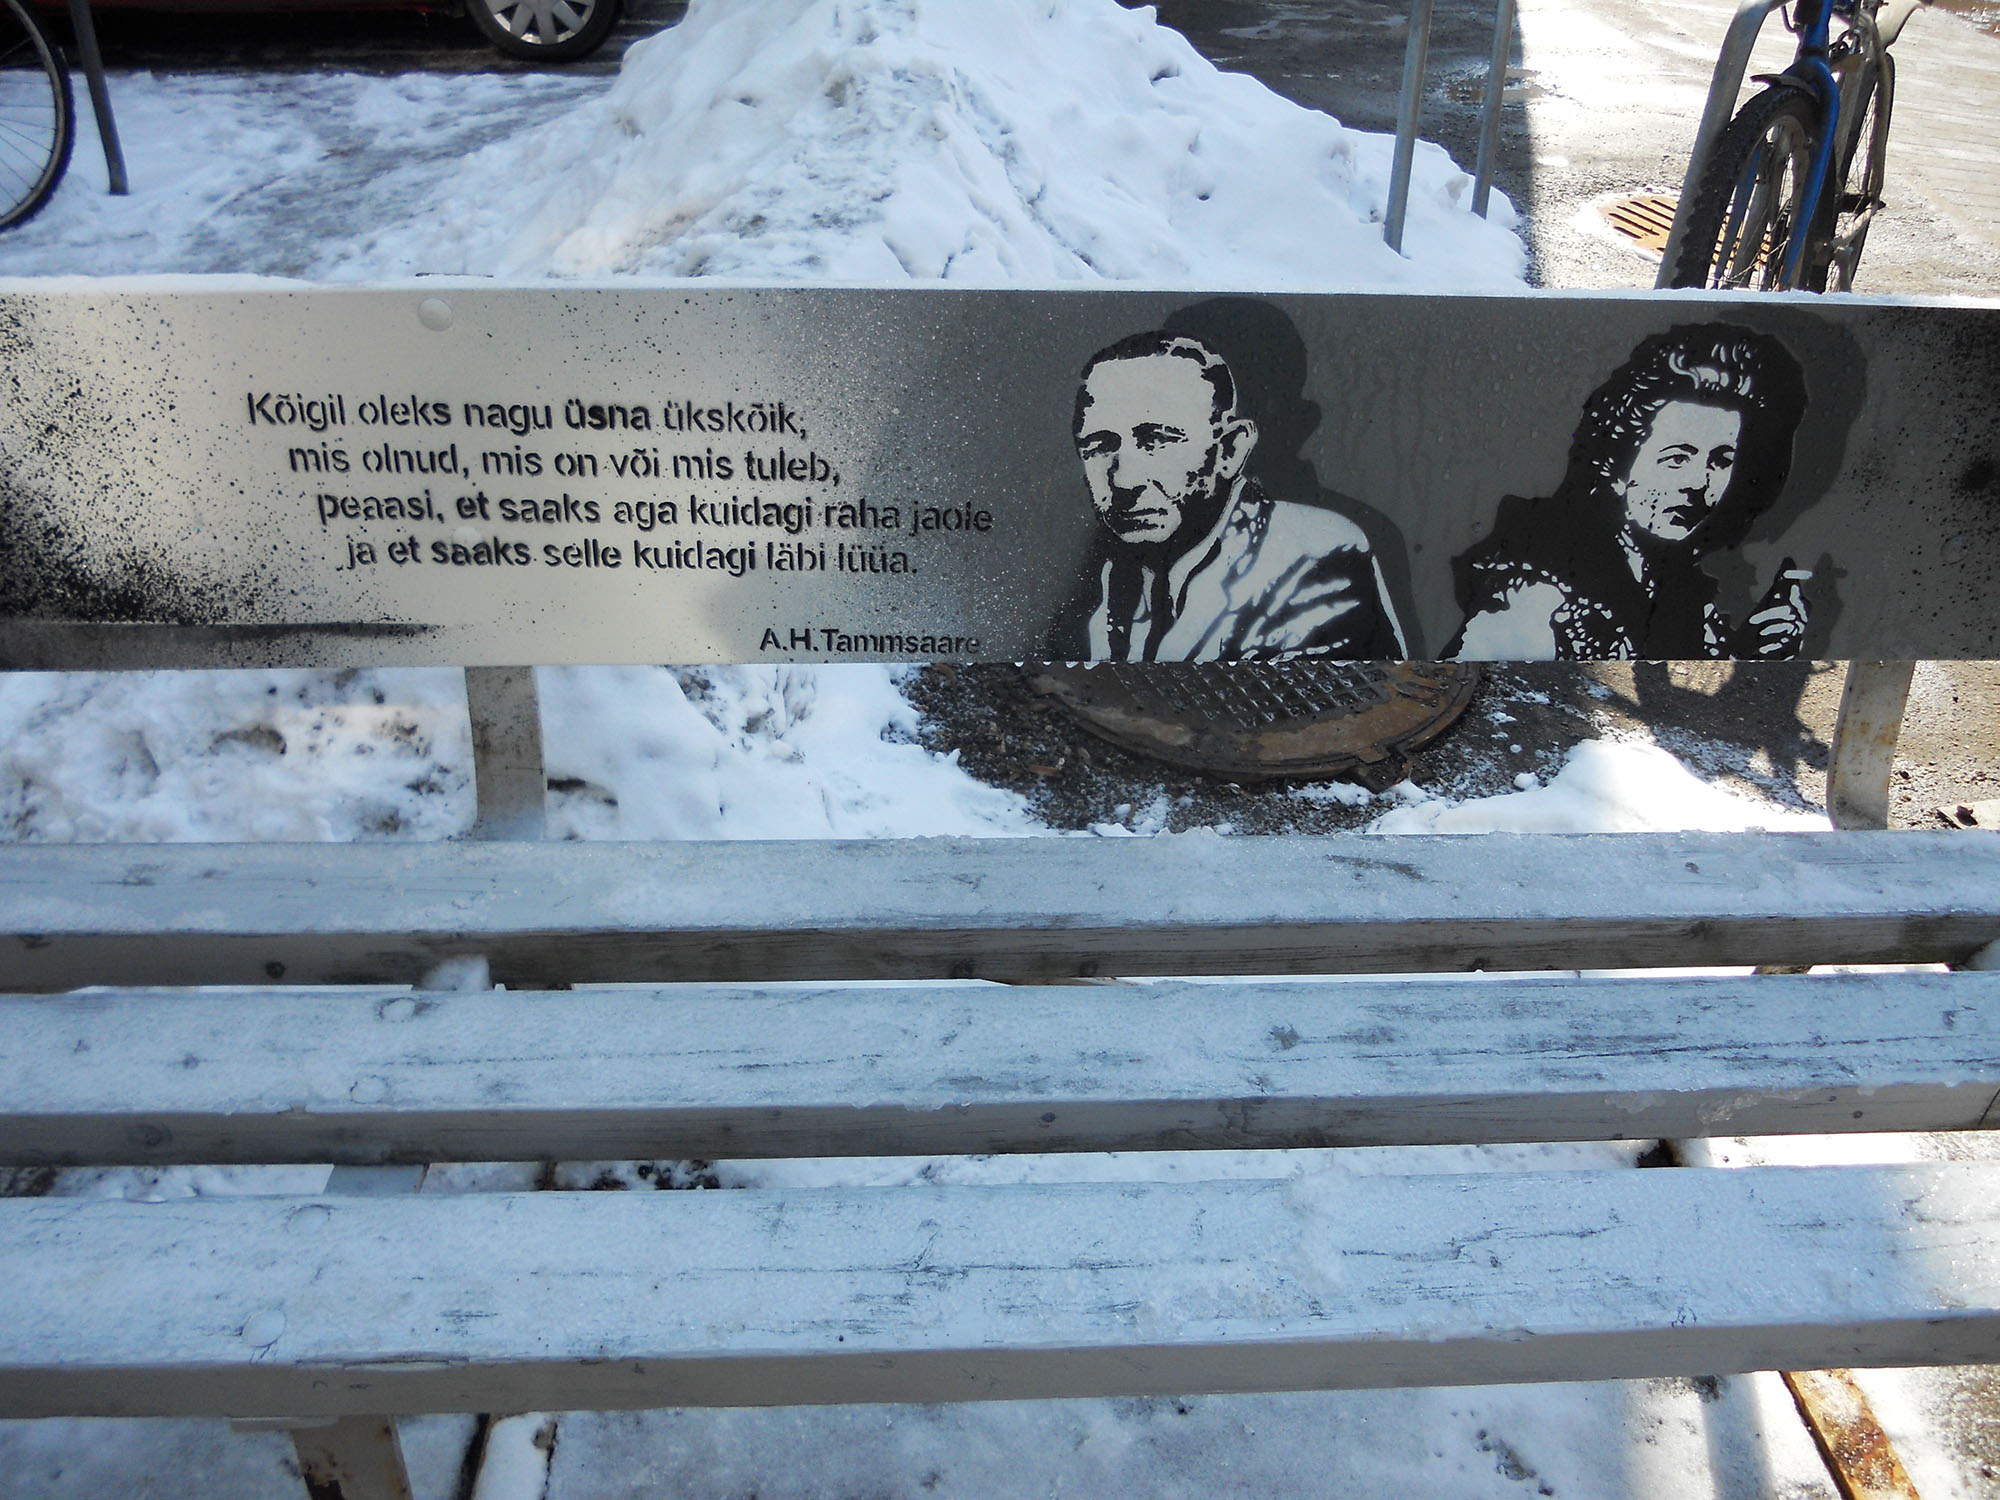 Kõigil oleks nagu üsna ükskõik,
mis olnud, mis on või mis tuleb,
peaasi, et saaks aga kuidagi raha jaole
ja et saaks selle kuidagi läbi lüüa.
A.H.Tammsaare